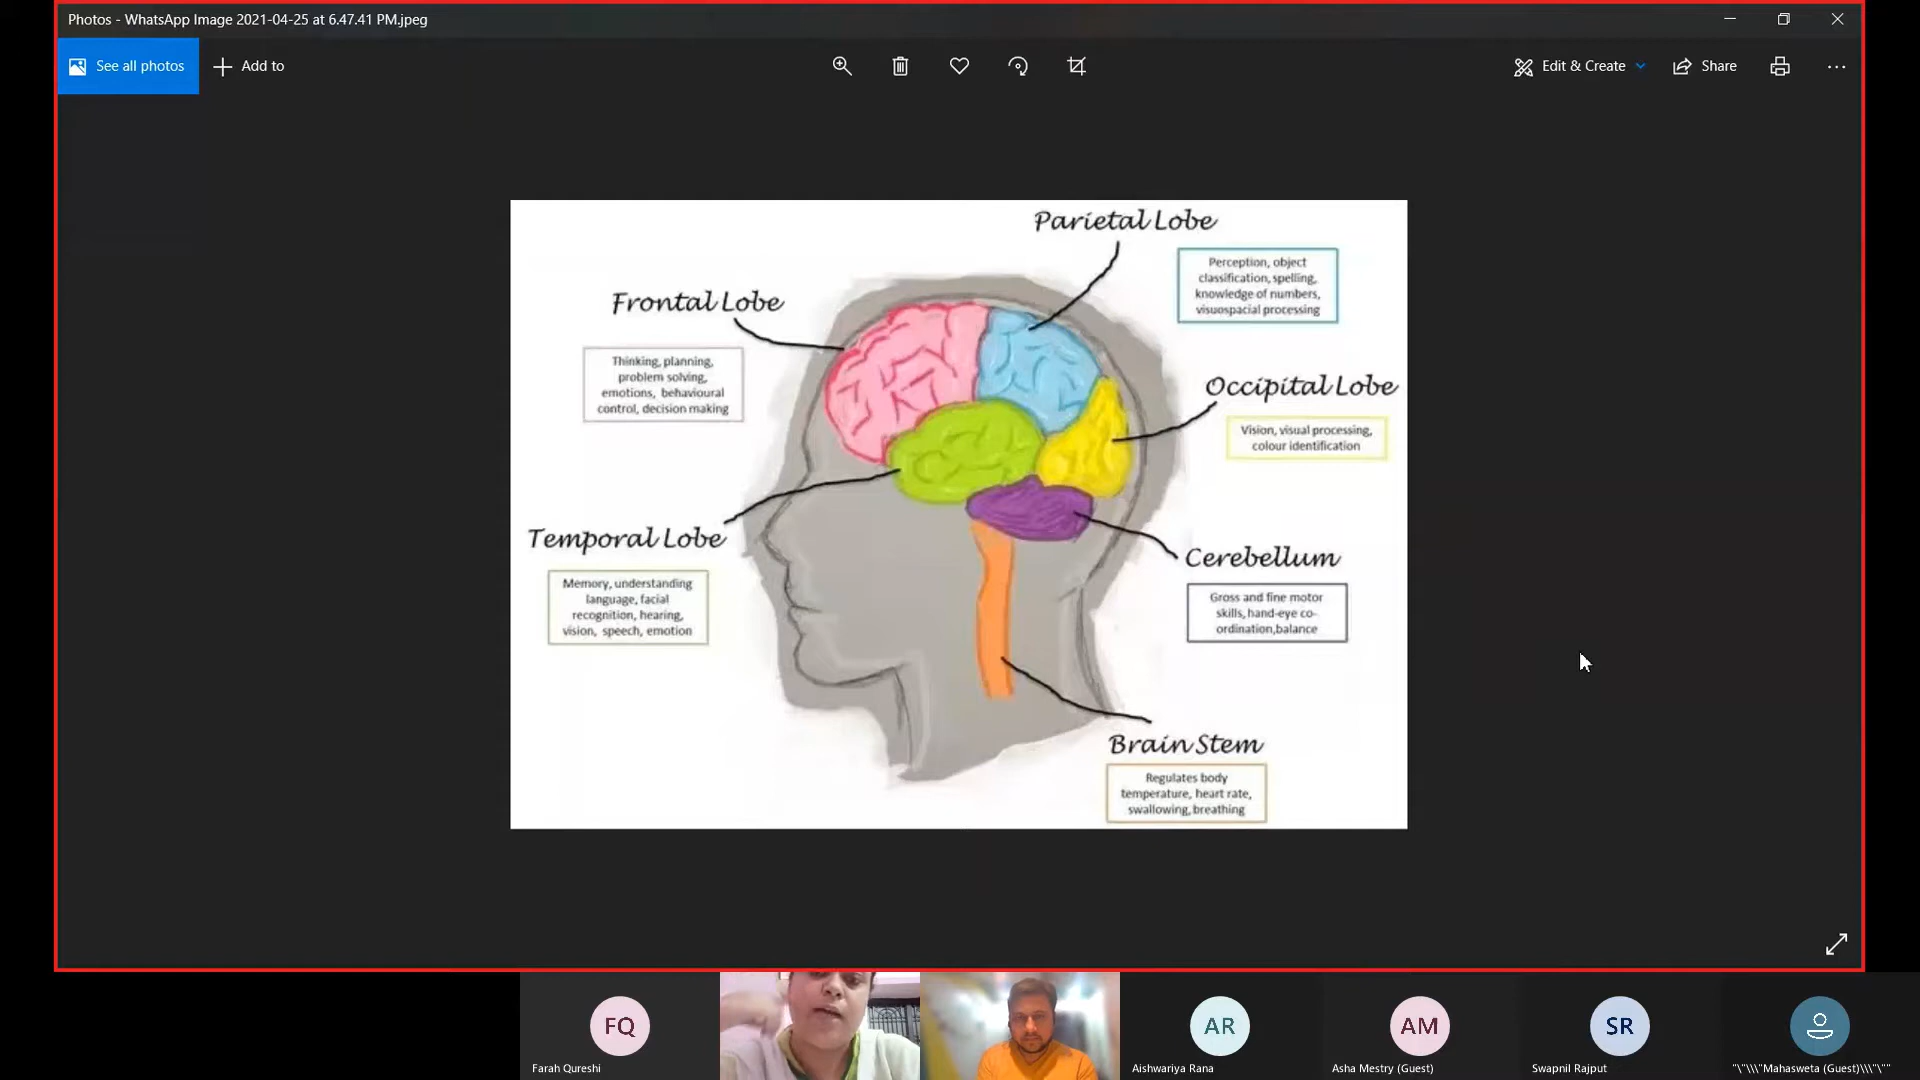 Photos - WhatsApp Image 2021-04-25 at 6.47.41 PM.jpeg
See all photos
Add to
Edit & Create
Share
Parietal Lobe
Perception, object
classification, spelling,
knowledge of numbers,
visuospacial processing
Frontal Lobe
Thinking, planning,
problem solving,
emotions, behavioural
control, decision making
Occipital Lobe
Vision, visual processing,
colour identification
Temporal Lobe
Memory, understanding
language, facial
recognition, hearing,
vision, speech, emotion
Cerebellum
Gross and fine motor
skills, hand-eye co-
ordination,balance
Brain Stem
Regulates body
temperature, heart rate,
swallowing, breathing
FQ
AR
AM
SR
Farah Qureshi
Aishwariya Rana
Asha Mestry (Guest)
Swapnil Rajput
"\"\\\"Mahasweta (Guest)\\\"\""